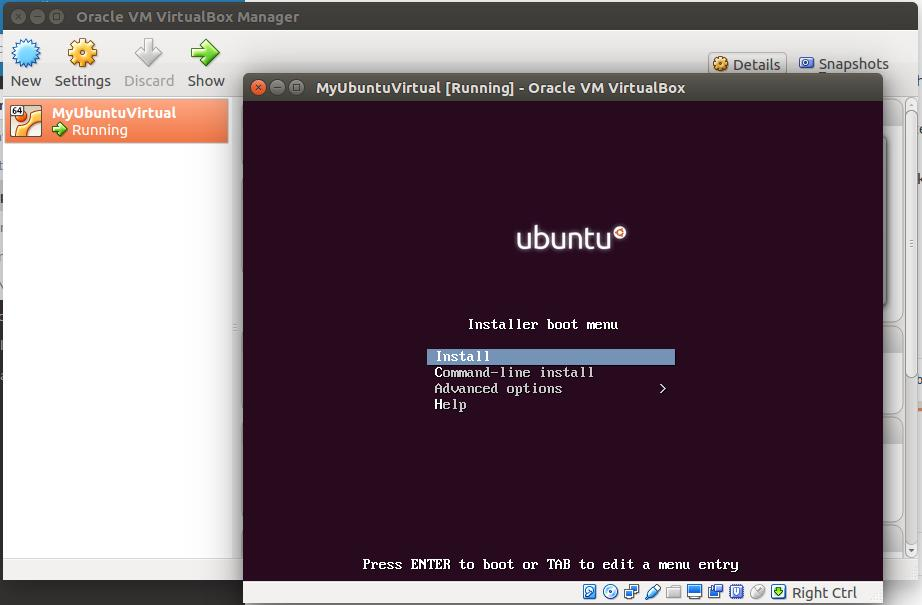 Oracle VM VirtualBox Manager
New Settings Discard Show
Details Snapshots
64
MyUbuntuVirtual
Running
MyUbuntuVirtual [Running] - Oracle VM VirtualBox
ubuntu
Installer boot menu
Install
Command-line install
Advanced options >
Help
Press ENTER to boot or TAB to edit a menu entry
Right Ctrl